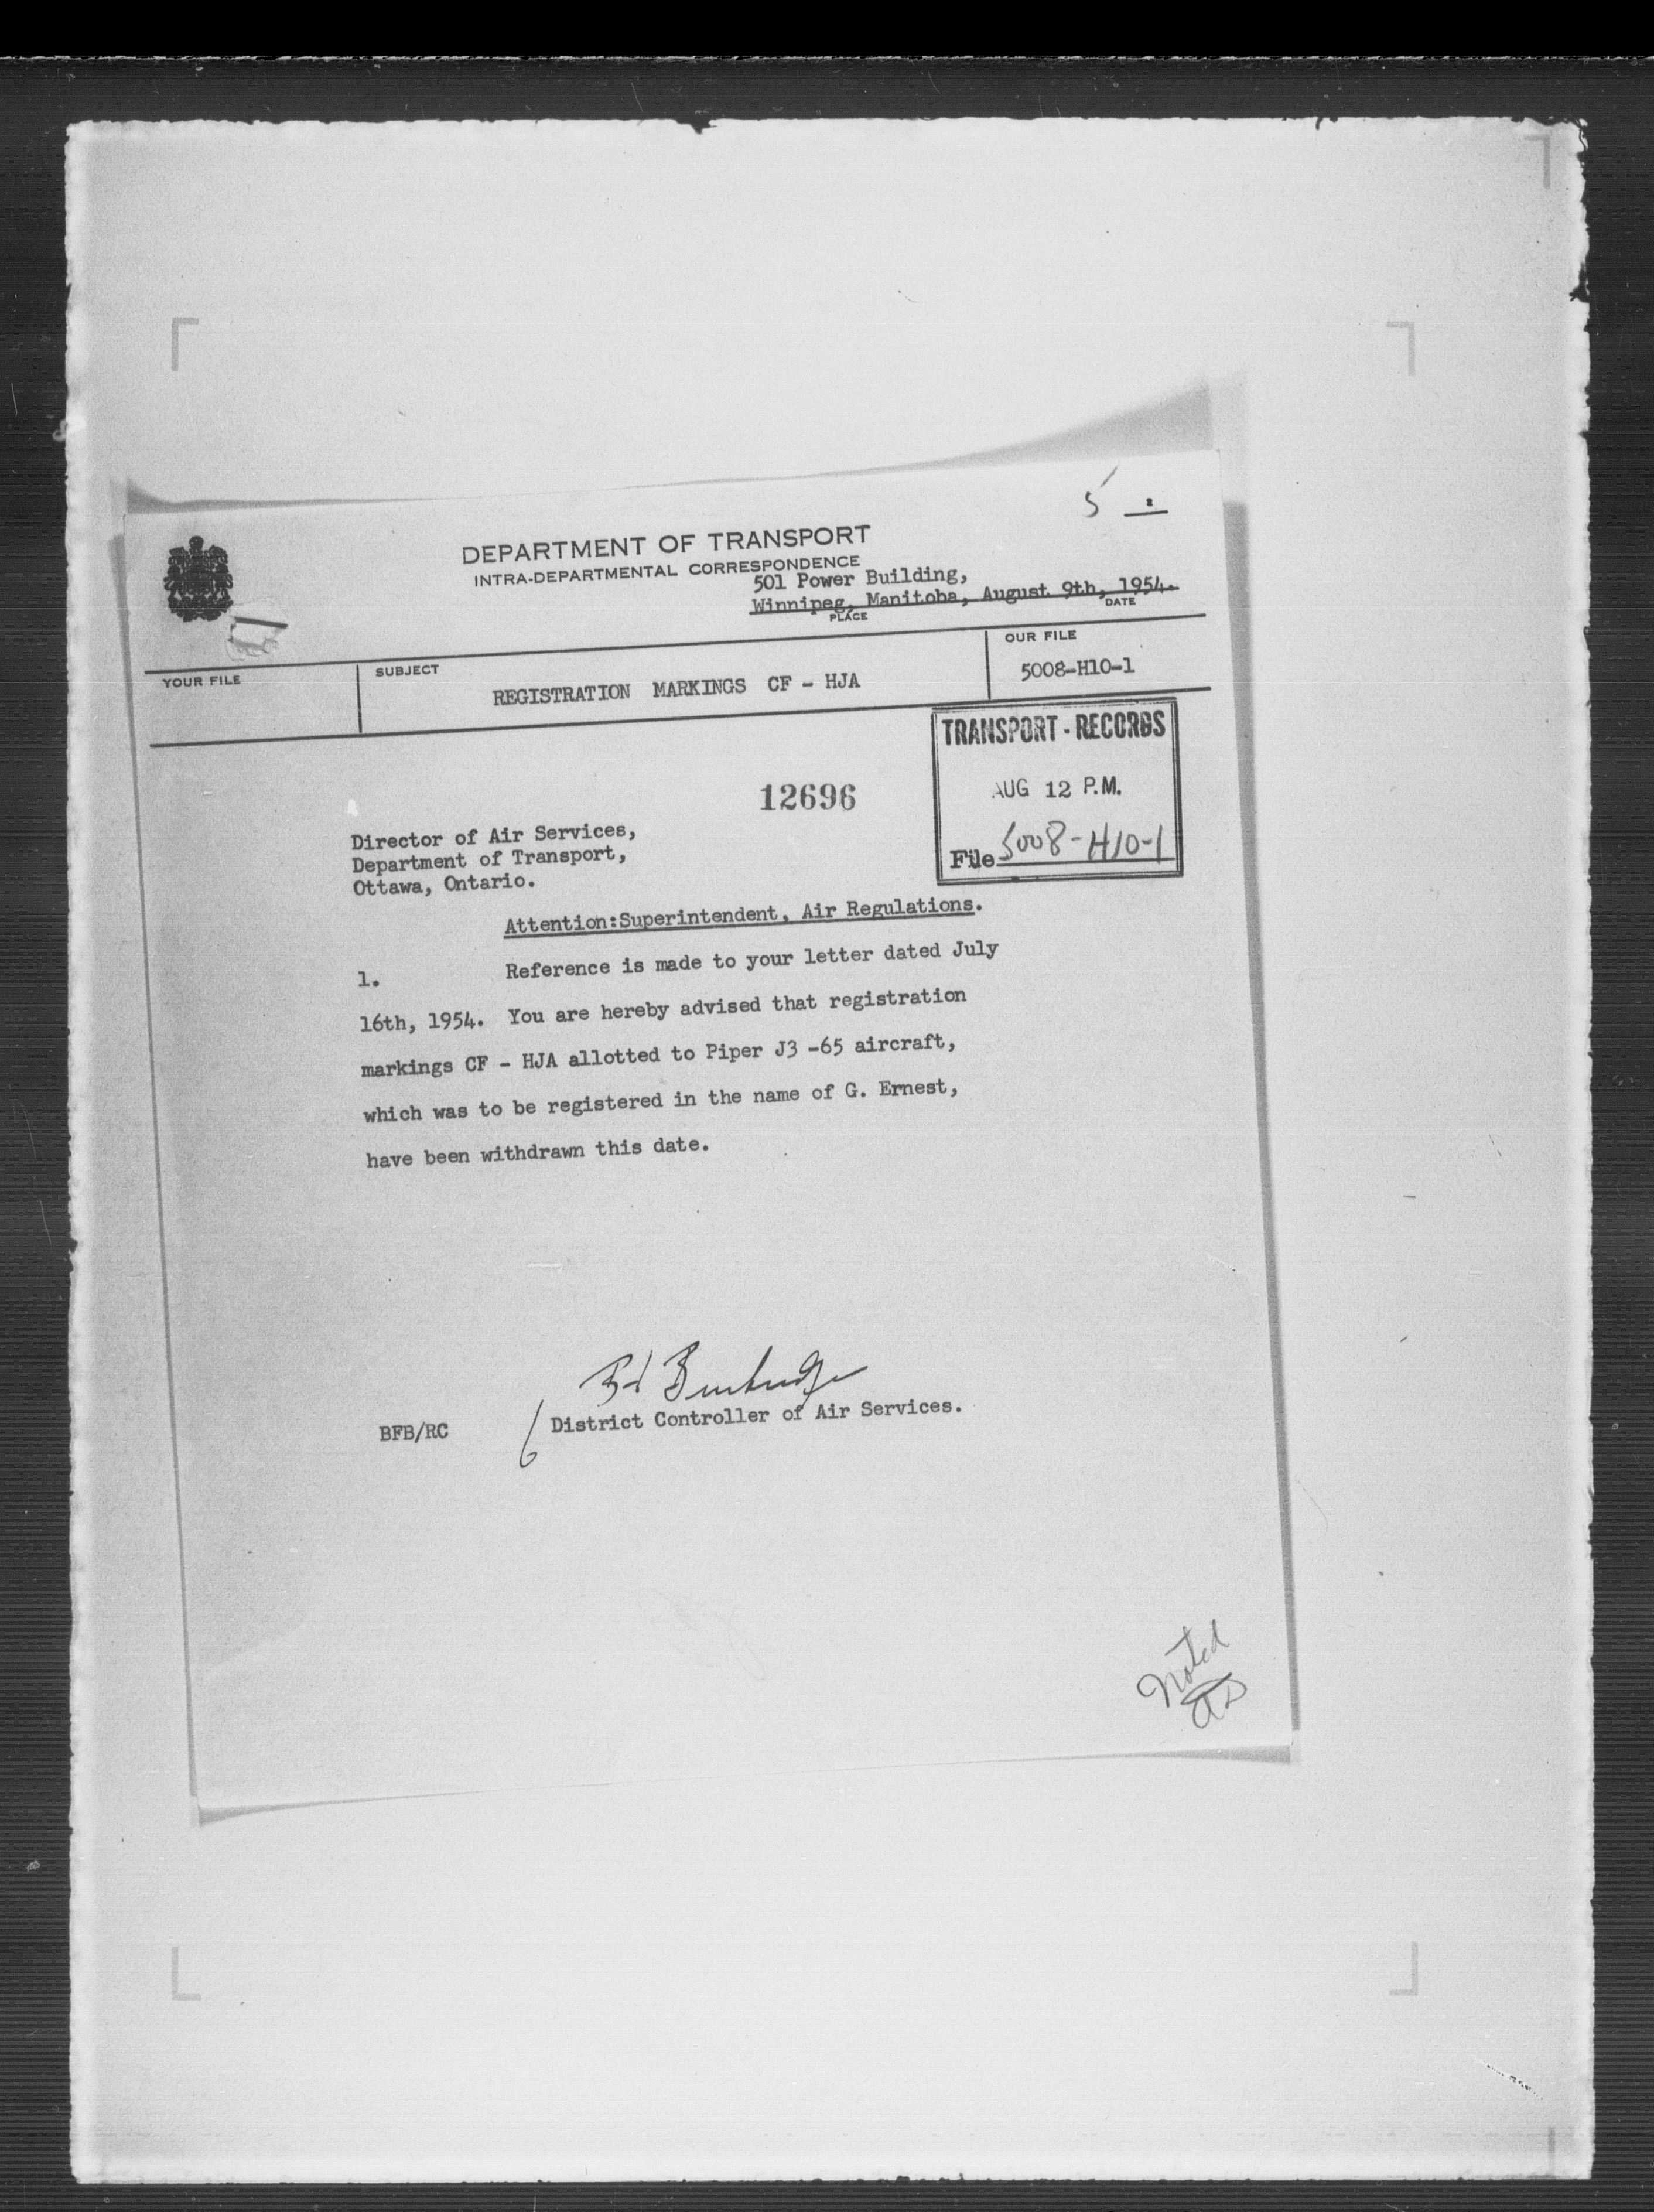 5
DEPARTMENT OF TRANSPORT
INTRA-DEPARTMENTAL CORRESPONDENCE
501 Power Building,
Winnipeg, Manitoba, August 9th, 1954.
PLACE DATE
YOUR FILE
SUBJECT
REGISTRATION MARKINGS CF - HJA
OUR FILE
5008-H10-1
TRANSPORT - RECORDS
AUG 12 P.M.
File 5008-H10-1
12696
Director of Air Services,
Department of Transport,
Ottawa, Ontario.
Attention:Superintendent, Air Regulations.
1. Reference is made to your letter dated July
16th, 1954. You are hereby advised that registration
markings CF - HJA allotted to Piper J3 -65 aircraft,
which was to be registered in the name of G. Ernest,
have been withdrawn this date.
BFB/RC
District Controller of Air Services.
Noted